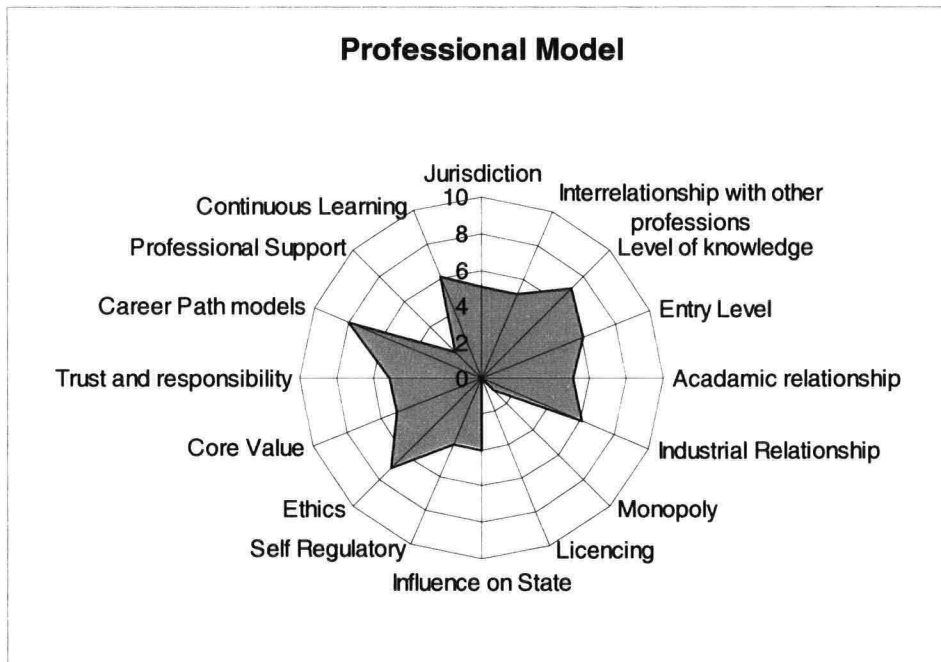 Professional Model
Jurisdiction
Interrelationship with other
professions
Level of knowledge
Entry Level
Acadamic relationship
Industrial Relationship
Monopoly
Licencing
Influence on State
Self Regulatory
Ethics
Core Value
Trust and responsibility
Career Path models
Professional Support
Continuous Learning
10
8
6
4
2
0